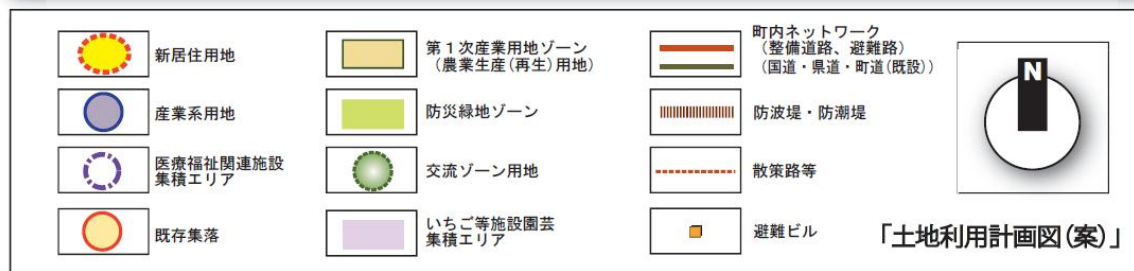 新居住用地
産業系用地
医療福祉関連施設
集積エリア
既存集落
第1次産業用地ゾーン
（農業生産（再生）用地）
防災緑地ゾーン
交流ゾーン用地
いちご等施設園芸
集積エリア
町内ネットワーク
（整備道路、避難路）
（国道・県道・町道（既設））
防波堤・防潮堤
散策路等
避難ビル
N
「土地利用計画図（案）」